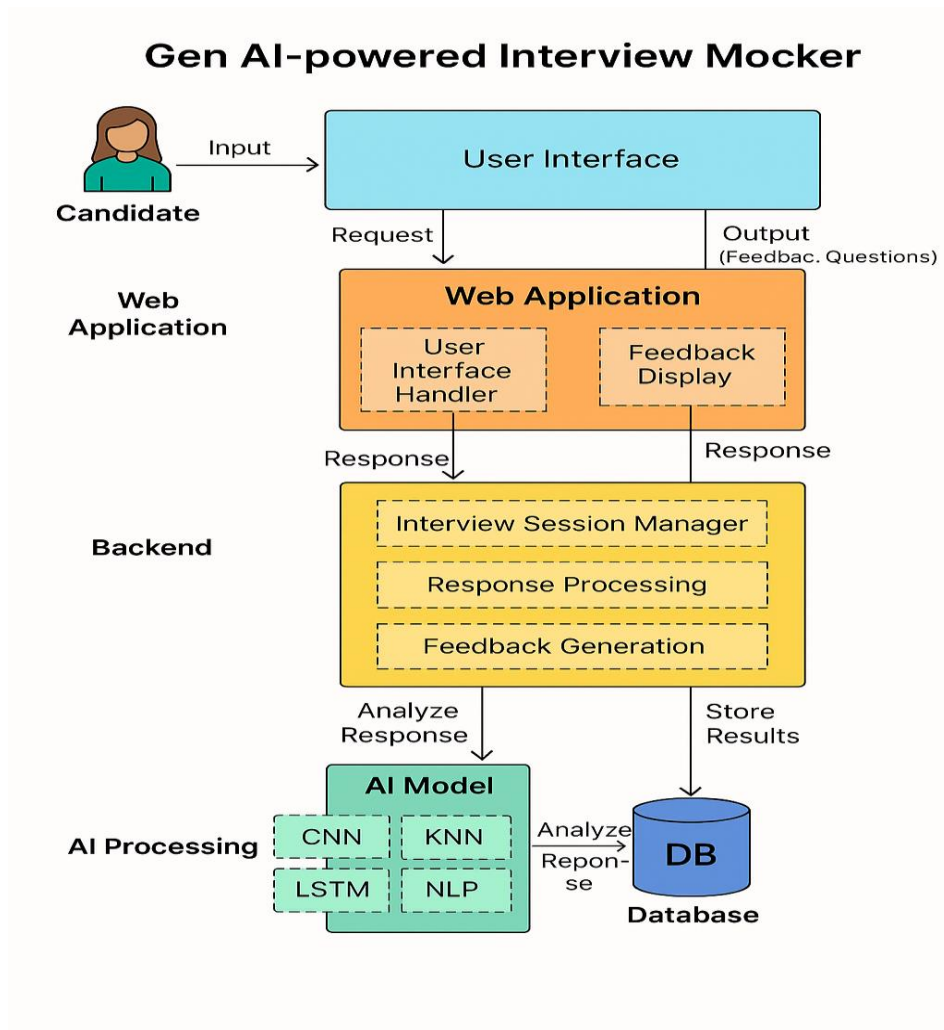 Gen AI-powered Interview Mocker
Input
User Interface
Candidate
Request
Output
(Feedbac. Questions)
Web
Application
Web Application
User
Interface
Handler
Feedback
Display
Response
Response
Backend
Interview Session Manager
Response Processing
Feedback Generation
Analyze
Response
Store
Results
AI Processing
AI Model
CNN
KNN
LSTM
NLP
Analyze
Repon-
se
DB
Database